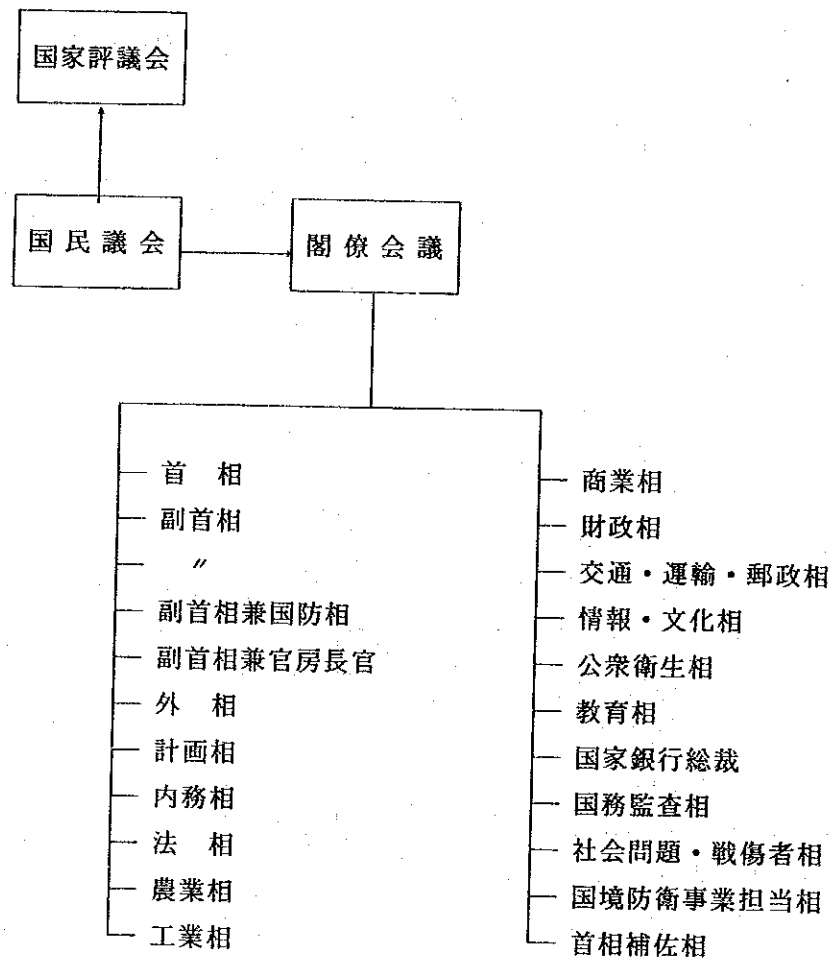 国家評議会
国民議会
閣僚会議
首 相
副首相
〃
副首相兼国防相
副首相兼官房長官
外 相
計画相
内務相
法 相
農業相
工業相
商業相
財政相
交通・運輸・郵政相
情報・文化相
公衆衛生相
教育相
国家銀行総裁
国務監査相
社会問題・戦傷者相
国境防衛事業担当相
首相補佐相